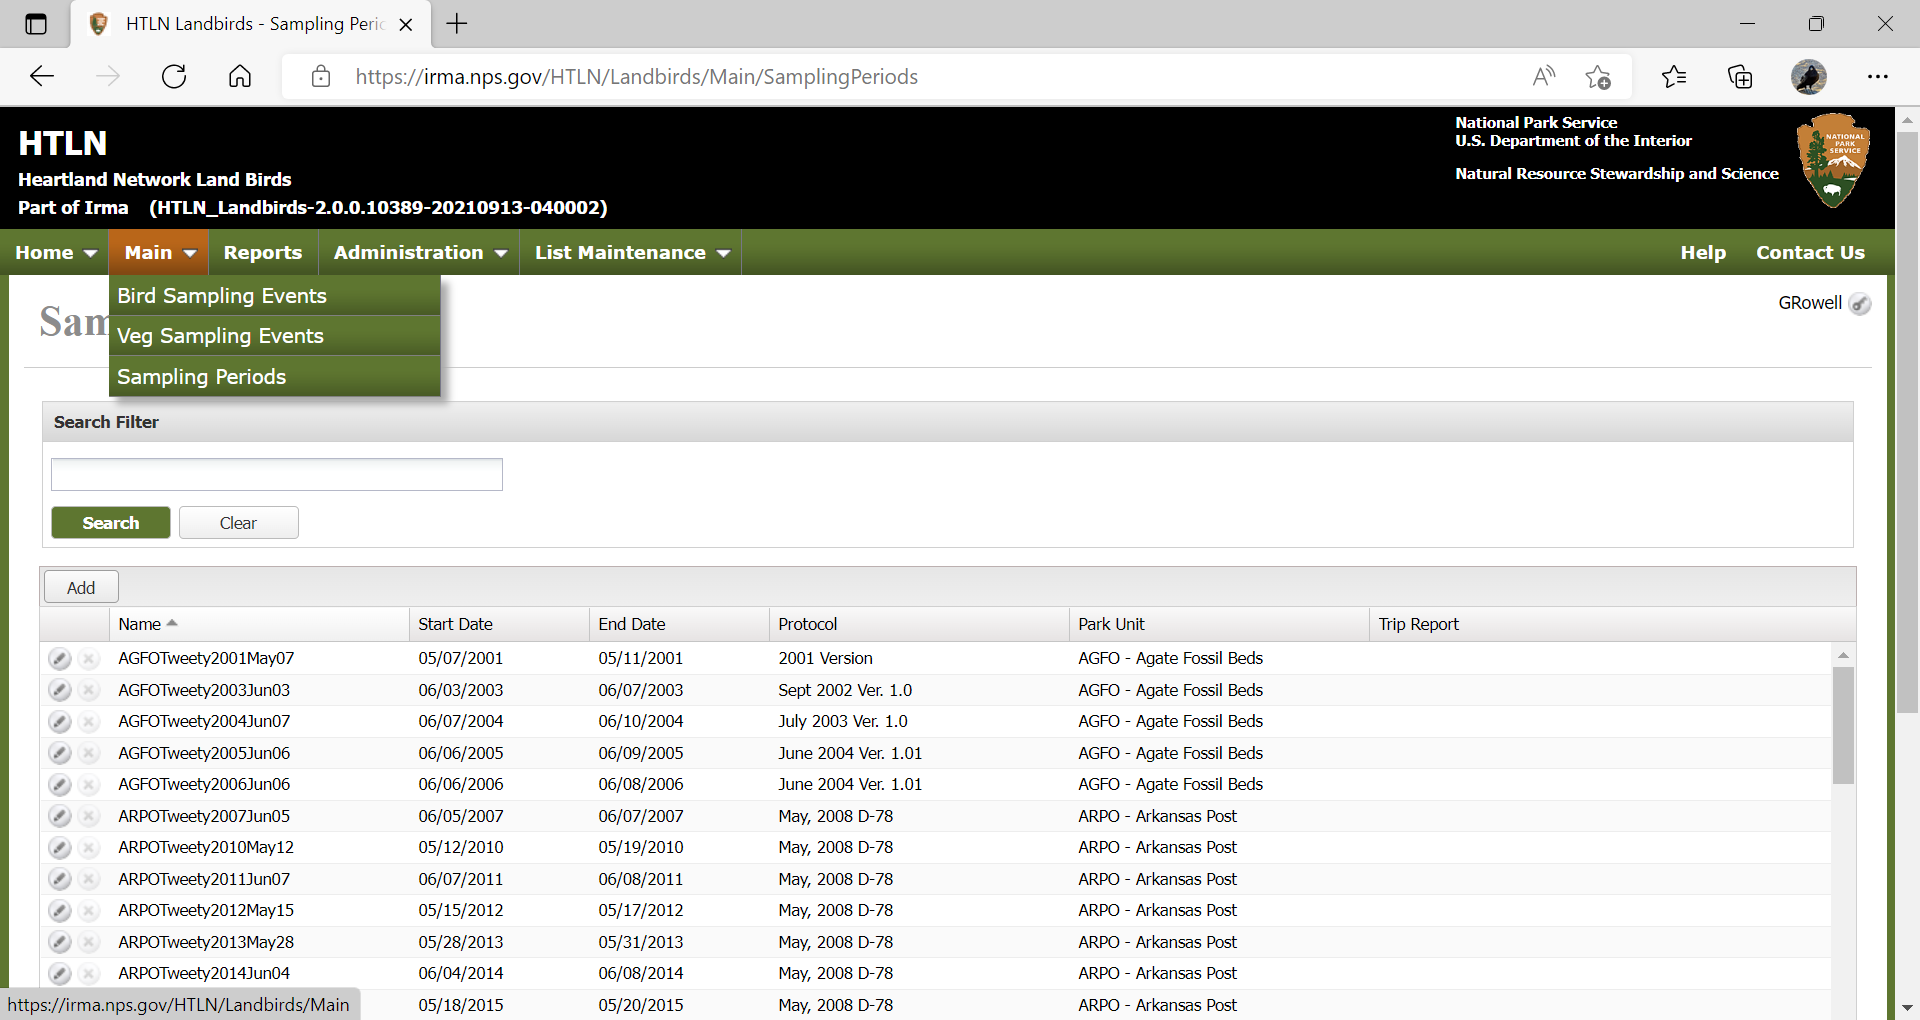 HTLN Landbirds - Sampling Peri
https://irma.nps.gov/HTLN/Landbirds/Main/SamplingPeriods
HTLN
Heartland Network Land Birds
Part of Irma (HTLN_Landbirds-2.0.0.10389-20210913-040002)
National Park Service
U.S. Department of the Interior
Natural Resource Stewardship and Science
NATIONAL
PARK
SERVICE
Home Main Reports Administration List Maintenance Help Contact Us
Bird Sampling Events
Veg Sampling Events
Sampling Periods
Sam
GRowell
Search Filter
Search Clear
Add
Name Start Date End Date Protocol Park Unit Trip Report
AGFOTweety2001May07 05/07/2001 05/11/2001 2001 Version AGFO - Agate Fossil Beds
AGFOTweety2003Jun03 06/03/2003 06/07/2003 Sept 2002 Ver. 1.0 AGFO - Agate Fossil Beds
AGFOTweety2004Jun07 06/07/2004 06/10/2004 July 2003 Ver. 1.0 AGFO - Agate Fossil Beds
AGFOTweety2005Jun06 06/06/2005 06/09/2005 June 2004 Ver. 1.01 AGFO - Agate Fossil Beds
AGFOTweety2006Jun06 06/06/2006 06/08/2006 June 2004 Ver. 1.01 AGFO - Agate Fossil Beds
ARPOTweety2007Jun05 06/05/2007 06/07/2007 May, 2008 D-78 ARPO - Arkansas Post
ARPOTweety2010May12 05/12/2010 05/19/2010 May, 2008 D-78 ARPO - Arkansas Post
ARPOTweety2011Jun07 06/07/2011 06/08/2011 May, 2008 D-78 ARPO - Arkansas Post
ARPOTweety2012May15 05/15/2012 05/17/2012 May, 2008 D-78 ARPO - Arkansas Post
ARPOTweety2013May28 05/28/2013 05/31/2013 May, 2008 D-78 ARPO - Arkansas Post
ARPOTweety2014Jun04 06/04/2014 06/08/2014 May, 2008 D-78 ARPO - Arkansas Post
05/18/2015 05/20/2015 May, 2008 D-78 ARPO - Arkansas Post
https://irma.nps.gov/HTLN/Landbirds/Main